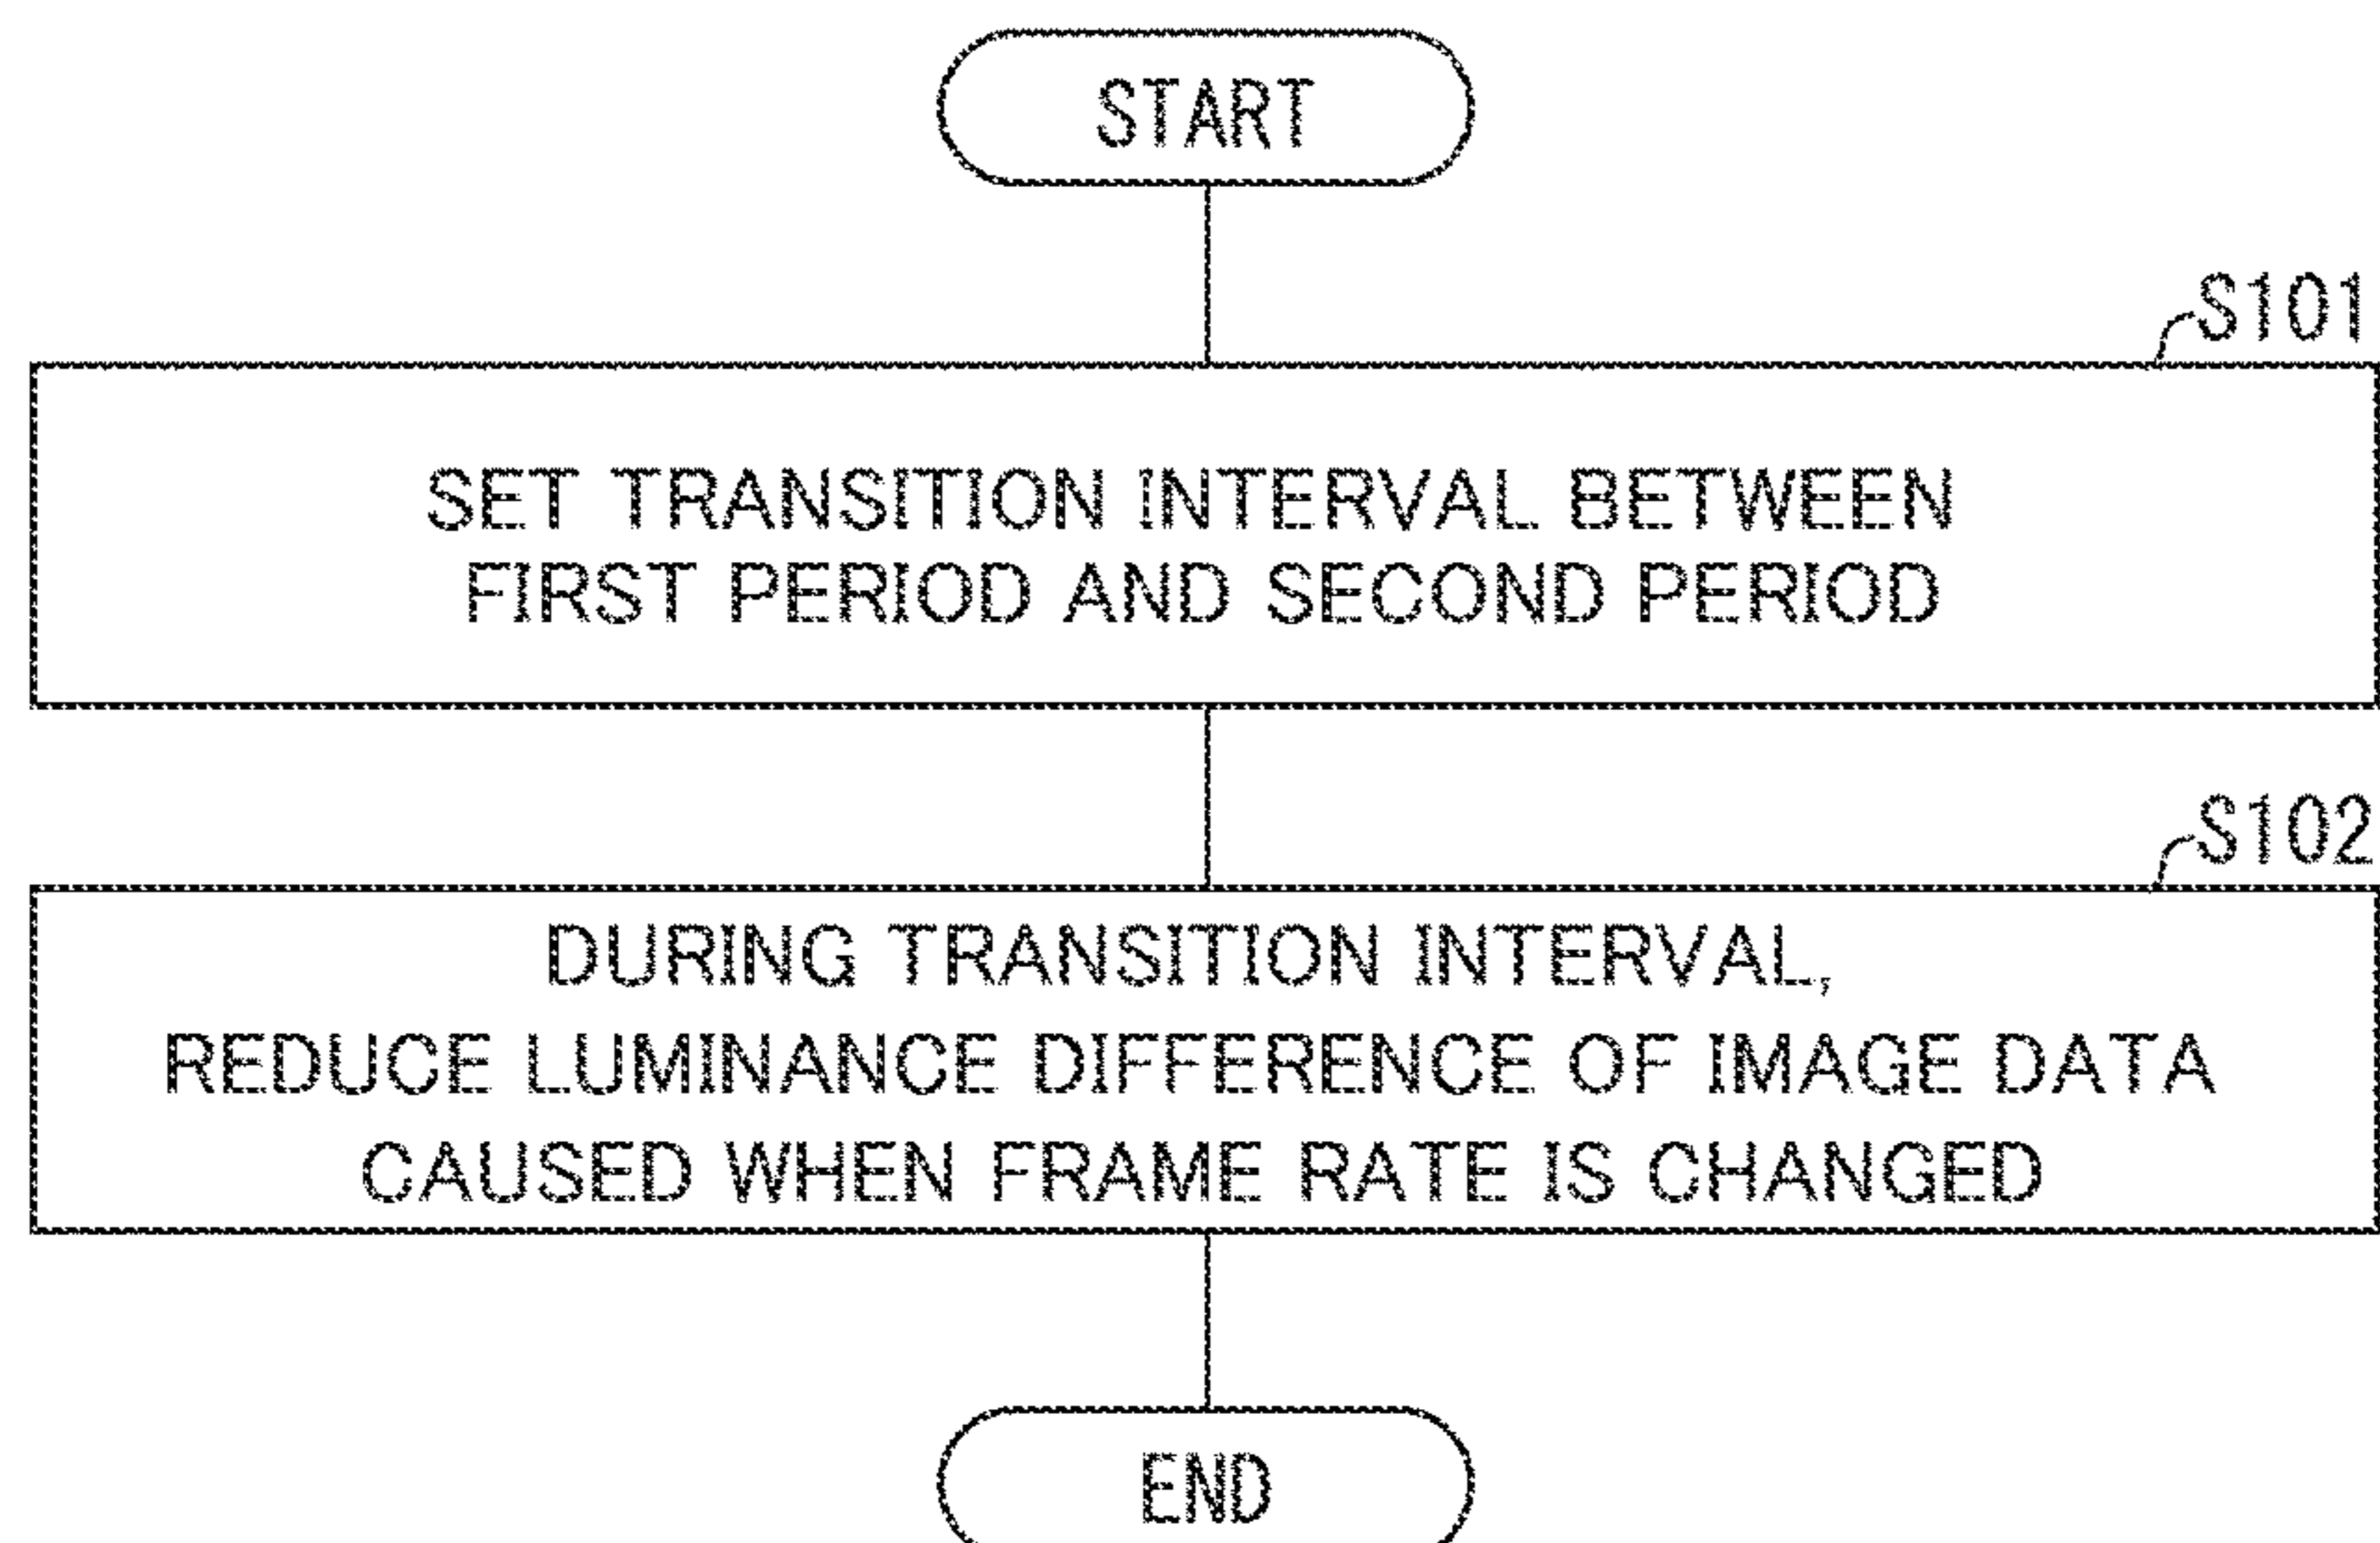 START
S101
SET TRANSITION INTERVAL BETWEEN
FIRST PERIOD AND SECOND PERIOD
S102
DURING TRANSITION INTERVAL,
REDUCE LUMINANCE DIFFERENCE OF IMAGE DATA
CAUSED WHEN FRAME RATE IS CHANGED
END